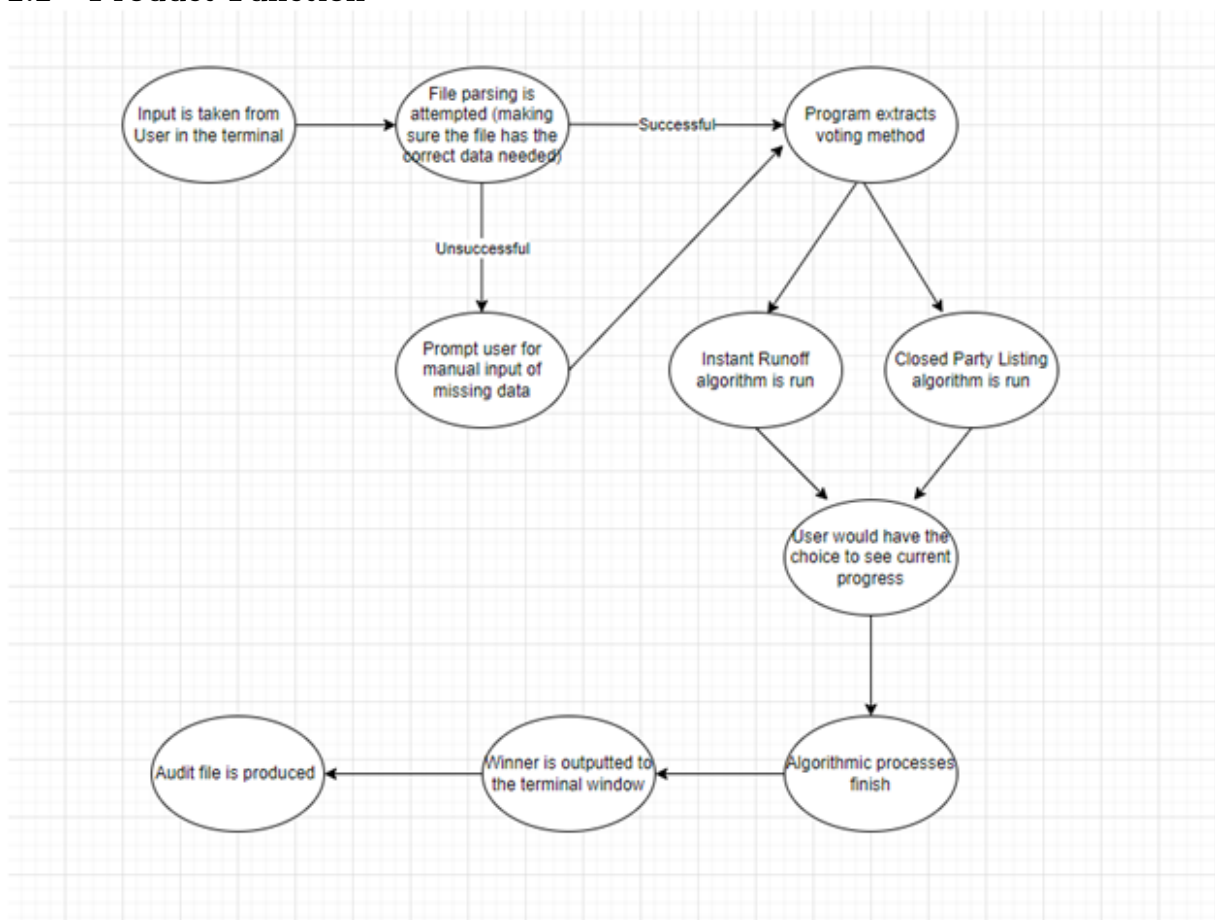 Product Function
Input is taken from
User in the terminal
File parsing is
attempted (making
sure the file has the
correct data needed)
Successful
Program extracts
voting method
Unsuccessful
Prompt user for
manual input of
missing data
Instant Runoff
algorithm is run
Closed Party Listing
algorithm is run
User would have the
choice to see current
progress
Audit file is produced
Winner is outputted to
the terminal window
Algorithmic processes
finish